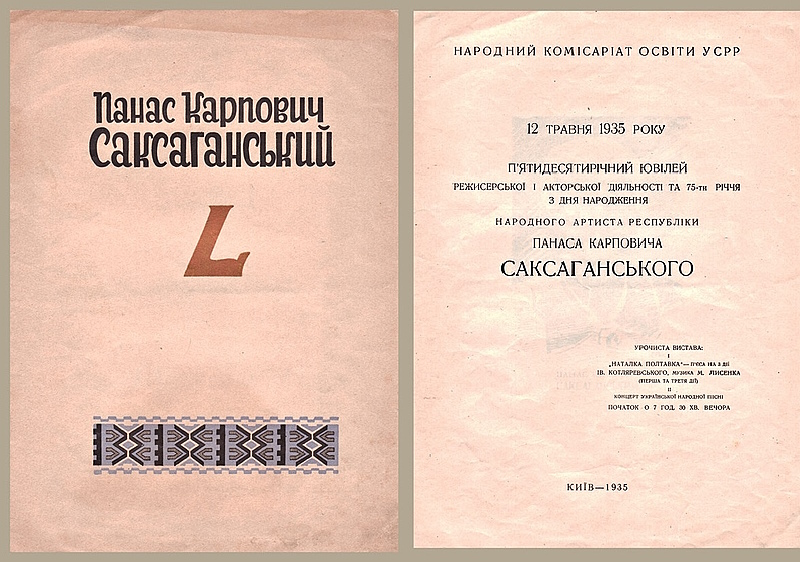 Панас Карпович
Саксаганський
L
НАРОДНИЙ КОМІСАРІАТ ОСВІТИ УСРР
12 ТРАВНЯ 1935 РОКУ
П'ЯТИДЕСЯТИРІЧНИЙ ЮВІЛЕЙ
РЕЖИСЕРСЬКОЇ І АКТОРСЬКОЇ ДІЯЛЬНОСТІ ТА 75-ти РІЧЧЯ
З ДНЯ НАРОДЖЕННЯ
НАРОДНОГО АРТИСТА РЕСПУБЛІКИ
ПАНАСА КАРПОВИЧА
САКСАГАНСЬКОГО
УРОЧИСТА ВИСТАВА:
I
„НАТАЛКА ПОЛТАВКА"—П'ЄСА НА 3 ДІЇ
ІВ. КОТЛЯРЕВСЬКОГО, МУЗИКА М. ЛИСЕНКА
(ПЕРША ТА ТРЕТЯ ДІЇ)
II
КОНЦЕРТ УКРАЇНСЬКОЇ НАРОДНОЇ ПІСНІ
ПОЧАТОК О 7 ГОД. 30 ХВ. ВЕЧОРА
КИЇВ—1935